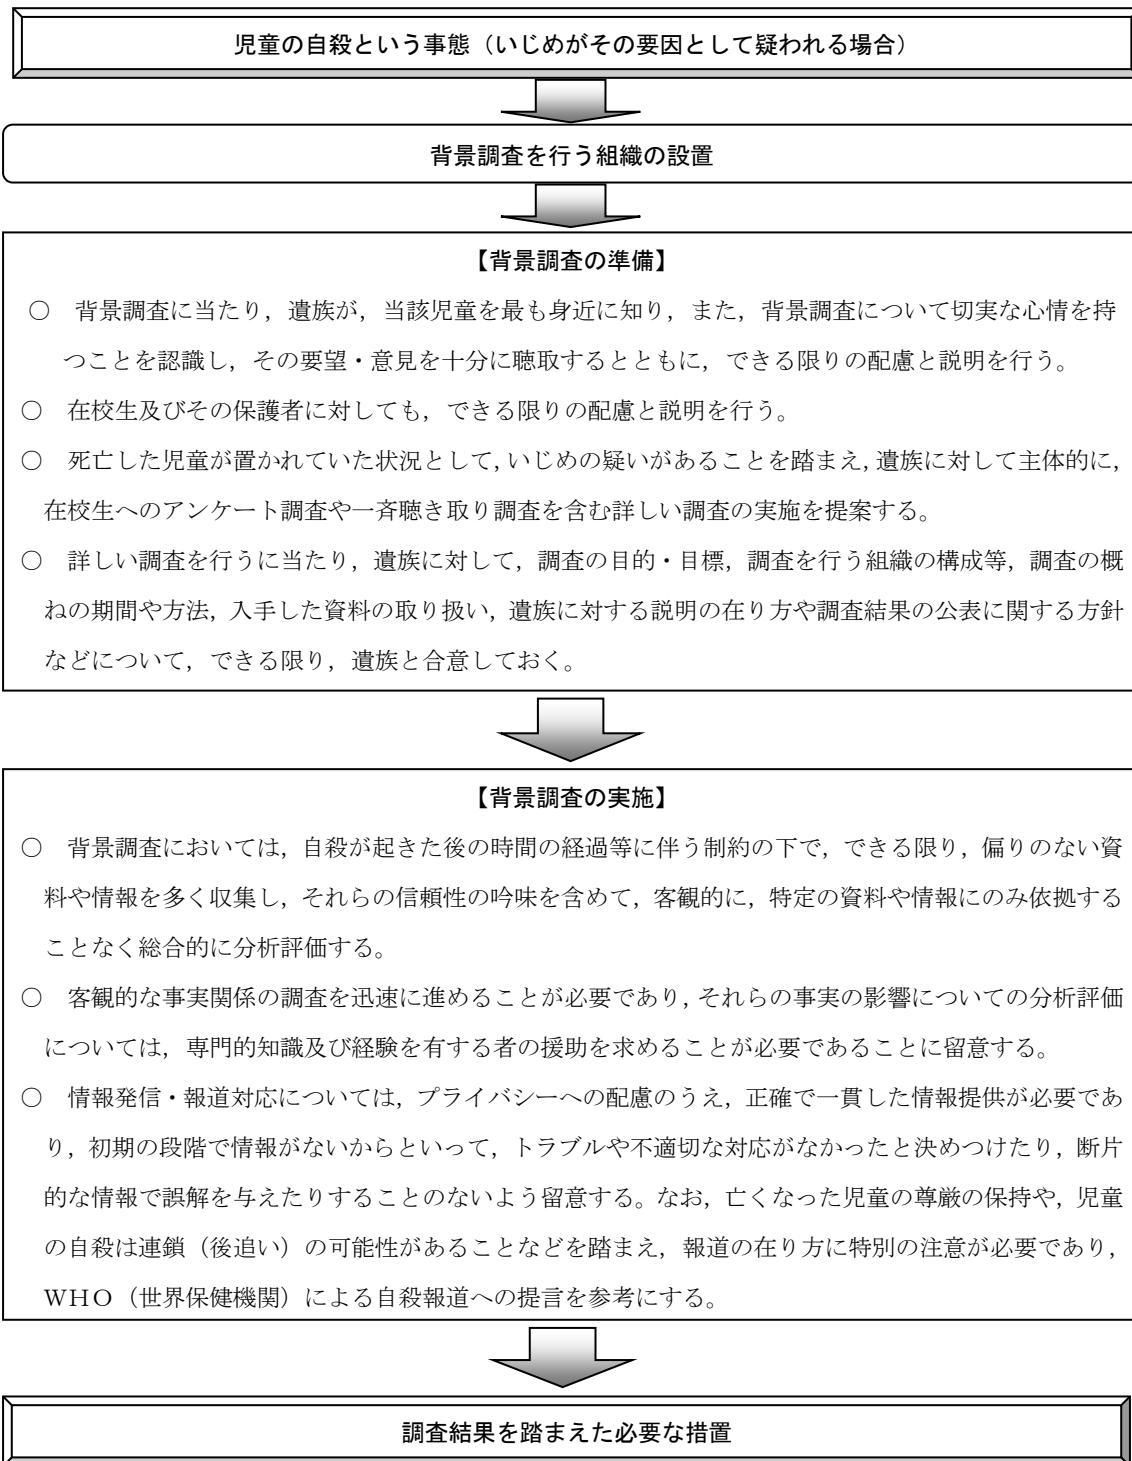 児童の自殺という事態（いじめがその要因として疑われる場合）
背景調査を行う組織の設置
【背景調査の準備】
○　背景調査に当たり，遺族が，当該児童を最も身近に知り，また，背景調査について切実な心情を持
つことを認識し，その要望・意見を十分に聴取するとともに，できる限りの配慮と説明を行う。
○　在校生及びその保護者に対しても，できる限りの配慮と説明を行う。
○　死亡した児童が置かれていた状況として，いじめの疑いがあることを踏まえ，遺族に対して主体的に，
在校生へのアンケート調査や一斉聴き取り調査を含む詳しい調査の実施を提案する。
○　詳しい調査を行うに当たり，遺族に対して，調査の目的・目標，調査を行う組織の構成等，調査の概
ねの期間や方法，入手した資料の取り扱い，遺族に対する説明の在り方や調査結果の公表に関する方針
などについて，できる限り，遺族と合意しておく。
【背景調査の実施】
○　背景調査においては，自殺が起きた後の時間の経過等に伴う制約の下で，できる限り，偏りのない資
料や情報を多く収集し，それらの信頼性の吟味を含めて，客観的に，特定の資料や情報にのみ依拠する
ことなく総合的に分析評価する。
○　客観的な事実関係の調査を迅速に進めることが必要であり，それらの事実の影響についての分析評価
については，専門的知識及び経験を有する者の援助を求めることが必要であることに留意する。
○　情報発信・報道対応については，プライバシーへの配慮のうえ，正確で一貫した情報提供が必要であ
り，初期の段階で情報がないからといって，トラブルや不適切な対応がなかったと決めつけたり，断片
的な情報で誤解を与えたりすることのないよう留意する。なお，亡くなった児童の尊厳の保持や，児童
の自殺は連鎖（後追い）の可能性があることなどを踏まえ，報道の在り方に特別の注意が必要であり，
ＷＨＯ（世界保健機関）による自殺報道への提言を参考にする。
調査結果を踏まえた必要な措置